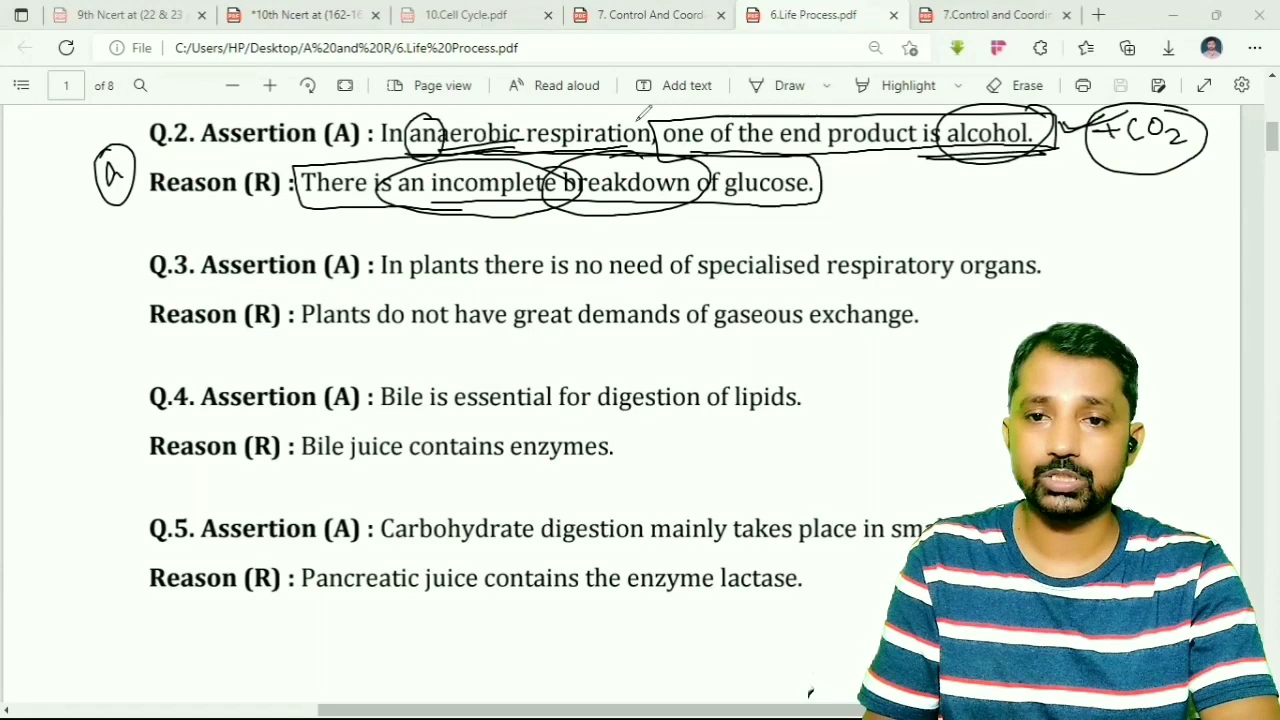 9th Ncert at (22 & 23
*10th Ncert at (162-16
10.Cell Cycle.pdf
7. Control And Coord
6.Life Process.pdf
7.Control and Coordin
File
C:/Users/HP/Desktop/A%20and%20R/6.Life%20Process.pdf
1 of 8
Page view
Read aloud
Add text
Draw
Highlight
Erase
Q.2. Assertion (A) : In anaerobic respiration, one of the end product is alcohol. + CO2
a
Reason (R) : There is an incomplete breakdown of glucose.
Q.3. Assertion (A) : In plants there is no need of specialised respiratory organs.
Reason (R) : Plants do not have great demands of gaseous exchange.
Q.4. Assertion (A) : Bile is essential for digestion of lipids.
Reason (R) : Bile juice contains enzymes.
Q.5. Assertion (A) : Carbohydrate digestion mainly takes place in
Reason (R) : Pancreatic juice contains the enzyme lactase.